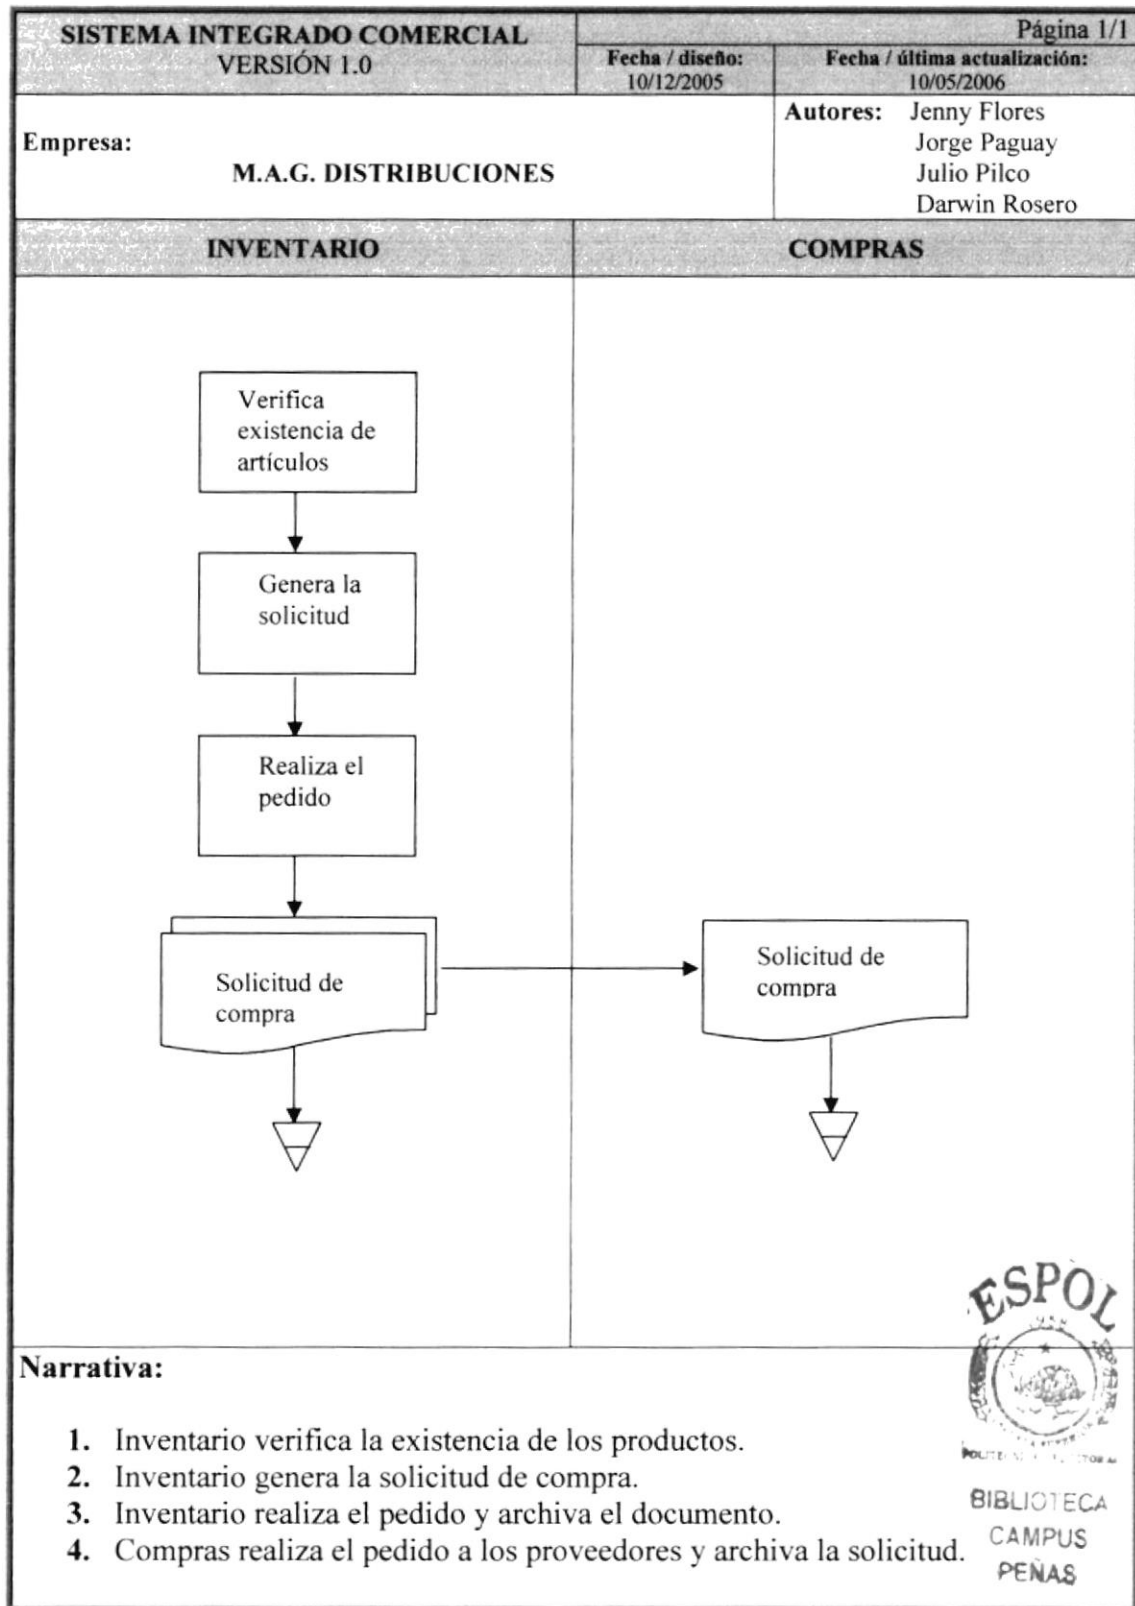 SISTEMA INTEGRADO COMERCIAL
VERSIÓN 1.0
Página 1/1
Fecha / diseño:
10/12/2005
Fecha / última actualización:
10/05/2006
Empresa:
M.A.G. DISTRIBUCIONES
Autores: Jenny Flores
Jorge Paguay
Julio Pilco
Darwin Rosero
INVENTARIO
COMPRAS
Verifica
existencia de
artículos
Genera la
solicitud
Realiza el
pedido
Solicitud de
compra
Solicitud de
compra
Narrativa:
1. Inventario verifica la existencia de los productos.
2. Inventario genera la solicitud de compra.
3. Inventario realiza el pedido y archiva el documento.
4. Compras realiza el pedido a los proveedores y archiva la solicitud.
ESPOL
BIBLIOTECA
CAMPUS
PEÑAS